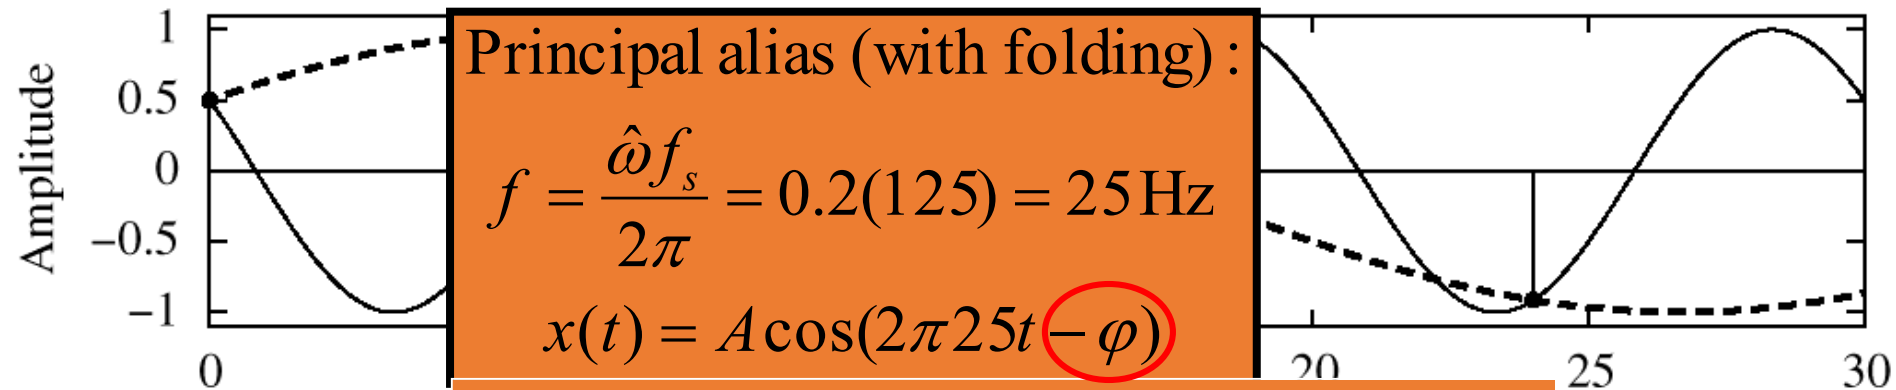 Amplitude
1
0.5
0
−0.5
−1
Principal alias (with folding) :
f = ω̂f_s / 2π = 0.2(125) = 25 Hz
x(t) = A cos(2π25t − φ)
0 20 25 30